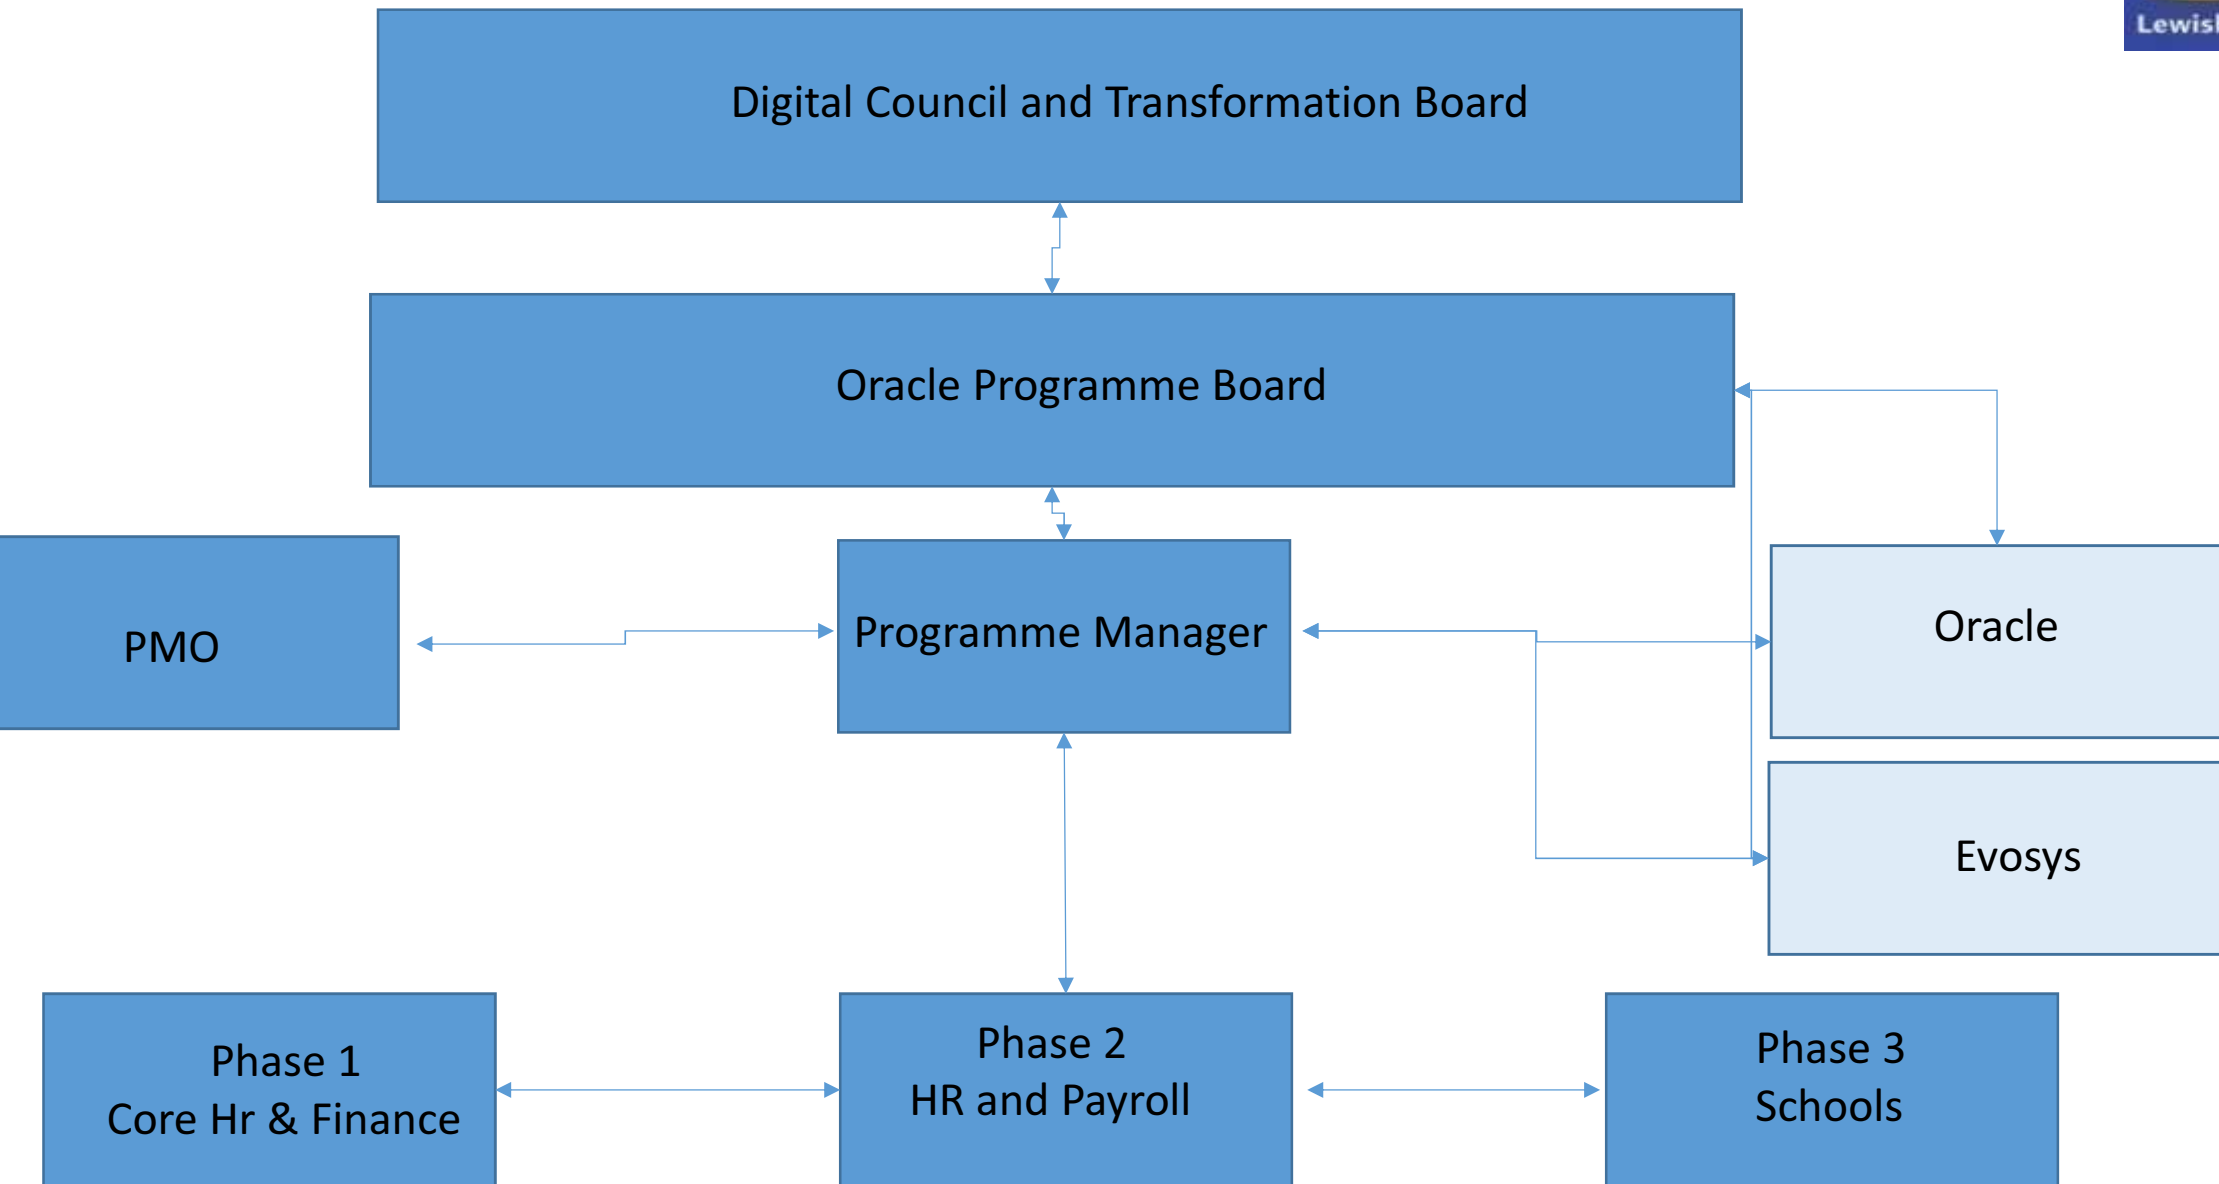 Digital Council and Transformation Board
Oracle Programme Board
PMO
Programme Manager
Oracle
Evosys
Phase 1
Core Hr & Finance
Phase 2
HR and Payroll
Phase 3
Schools